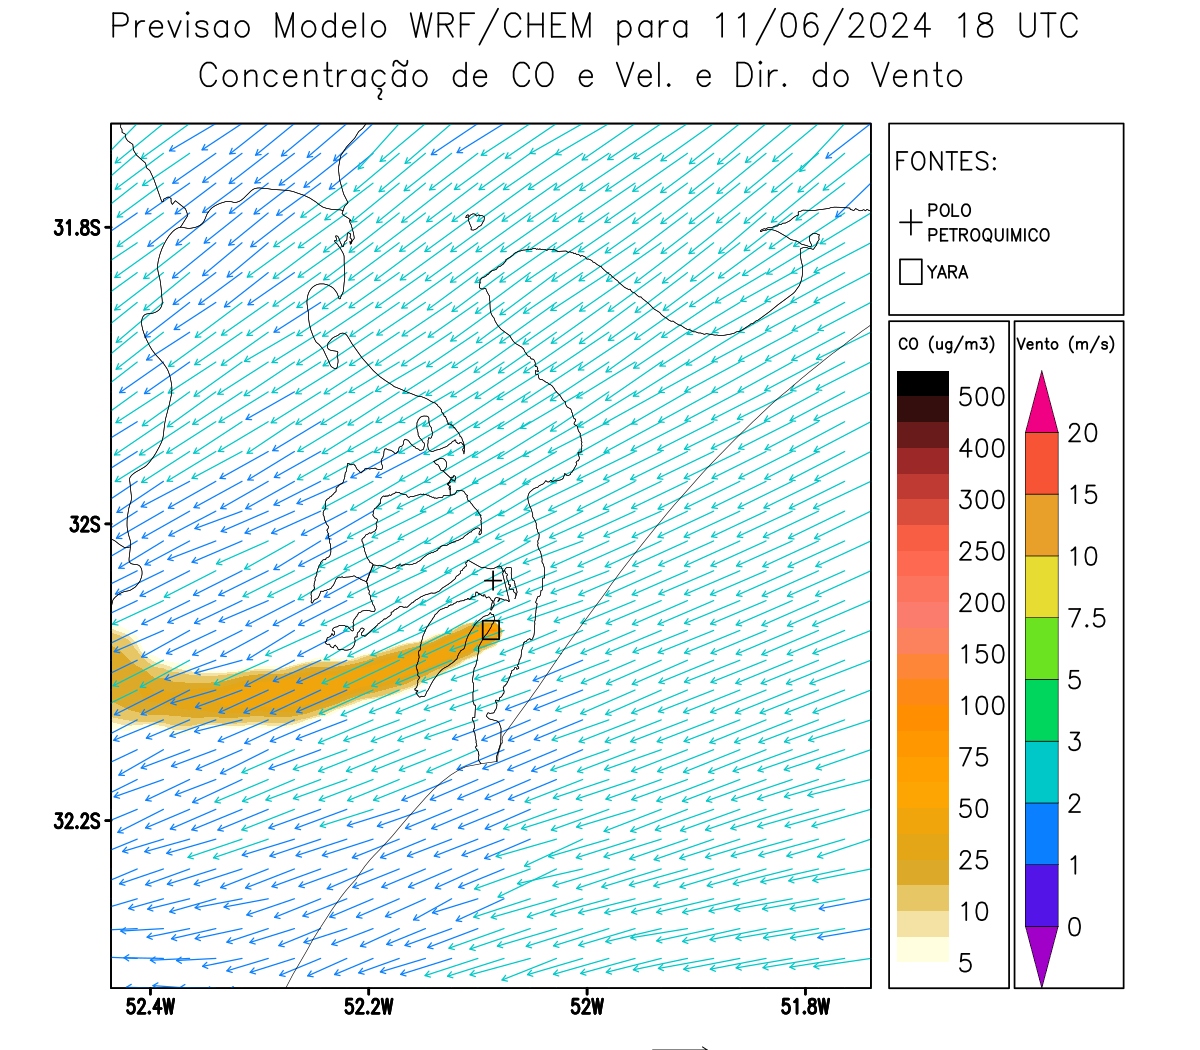 Previsao Modelo WRF/CHEM para 11/06/2024 18 UTC
Concentração de CO e Vel. e Dir. do Vento
FONTES:
POLO
PETROQUIMICO
YARA
CO (ug/m3)
500
400
300
250
200
150
100
75
50
25
10
5
Vento (m/s)
20
15
10
7.5
5
3
2
1
0
31.8S
32S
32.2S
52.4W
52.2W
52W
51.8W